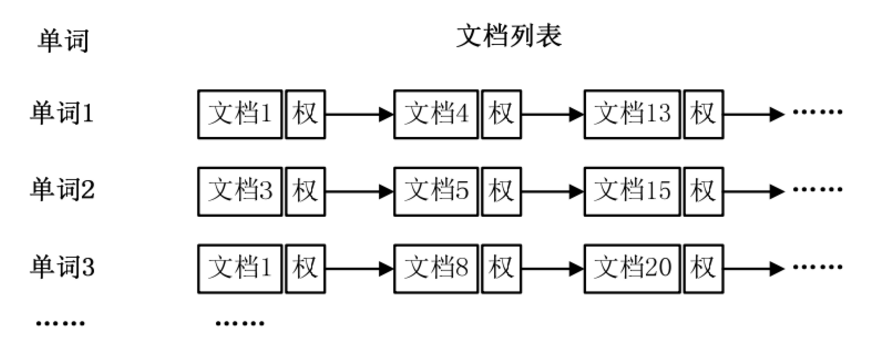 单词 文档列表
单词1 文档1 权 文档4 权 文档13 权 ……
单词2 文档3 权 文档5 权 文档15 权 ……
单词3 文档1 权 文档8 权 文档20 权 ……
…… ……